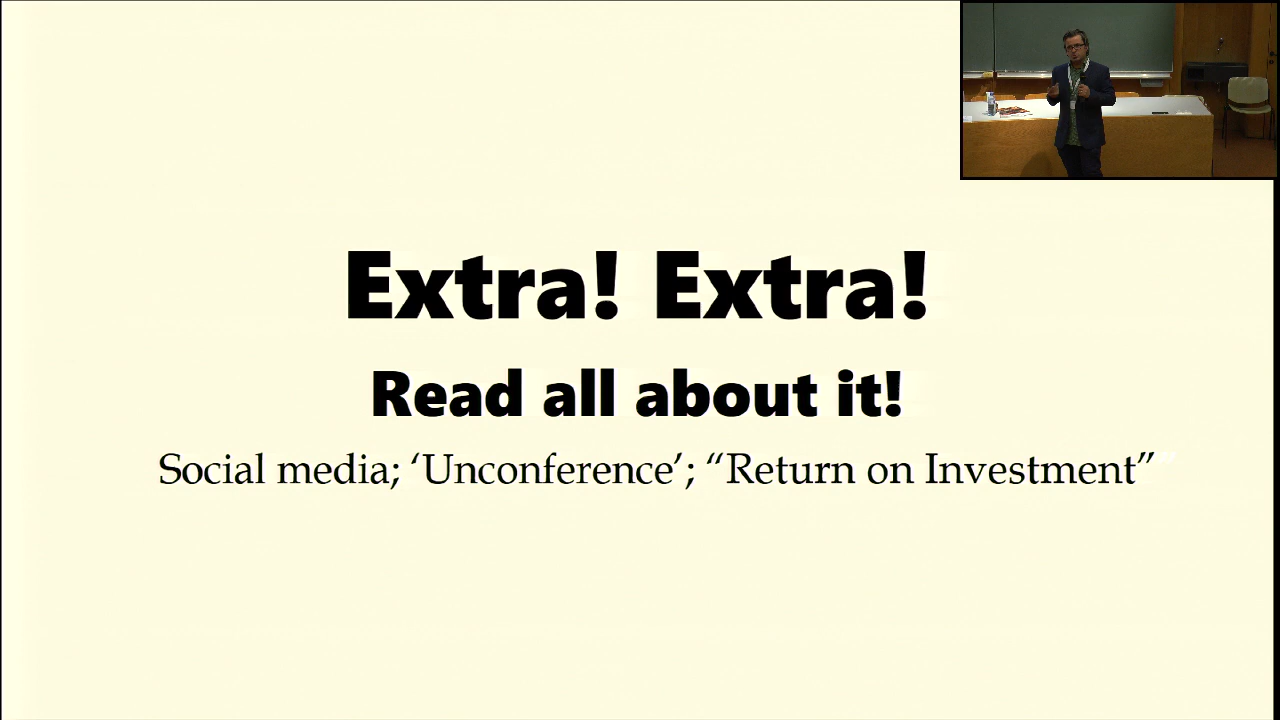 Extra! Extra!
Read all about it!
Social media; ‘Unconference’; “Return on Investment”